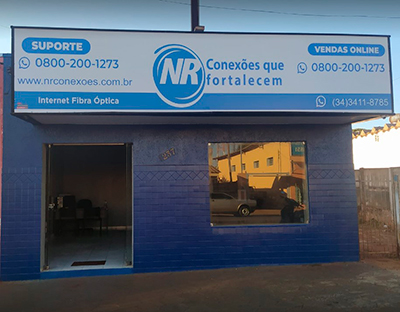 SUPORTE
0800-200-1273
www.nrconexoes.com.br
Internet Fibra Óptica
NR
Conexões que
fortalecem
VENDAS ONLINE
0800-200-1273
(34)3411-8785